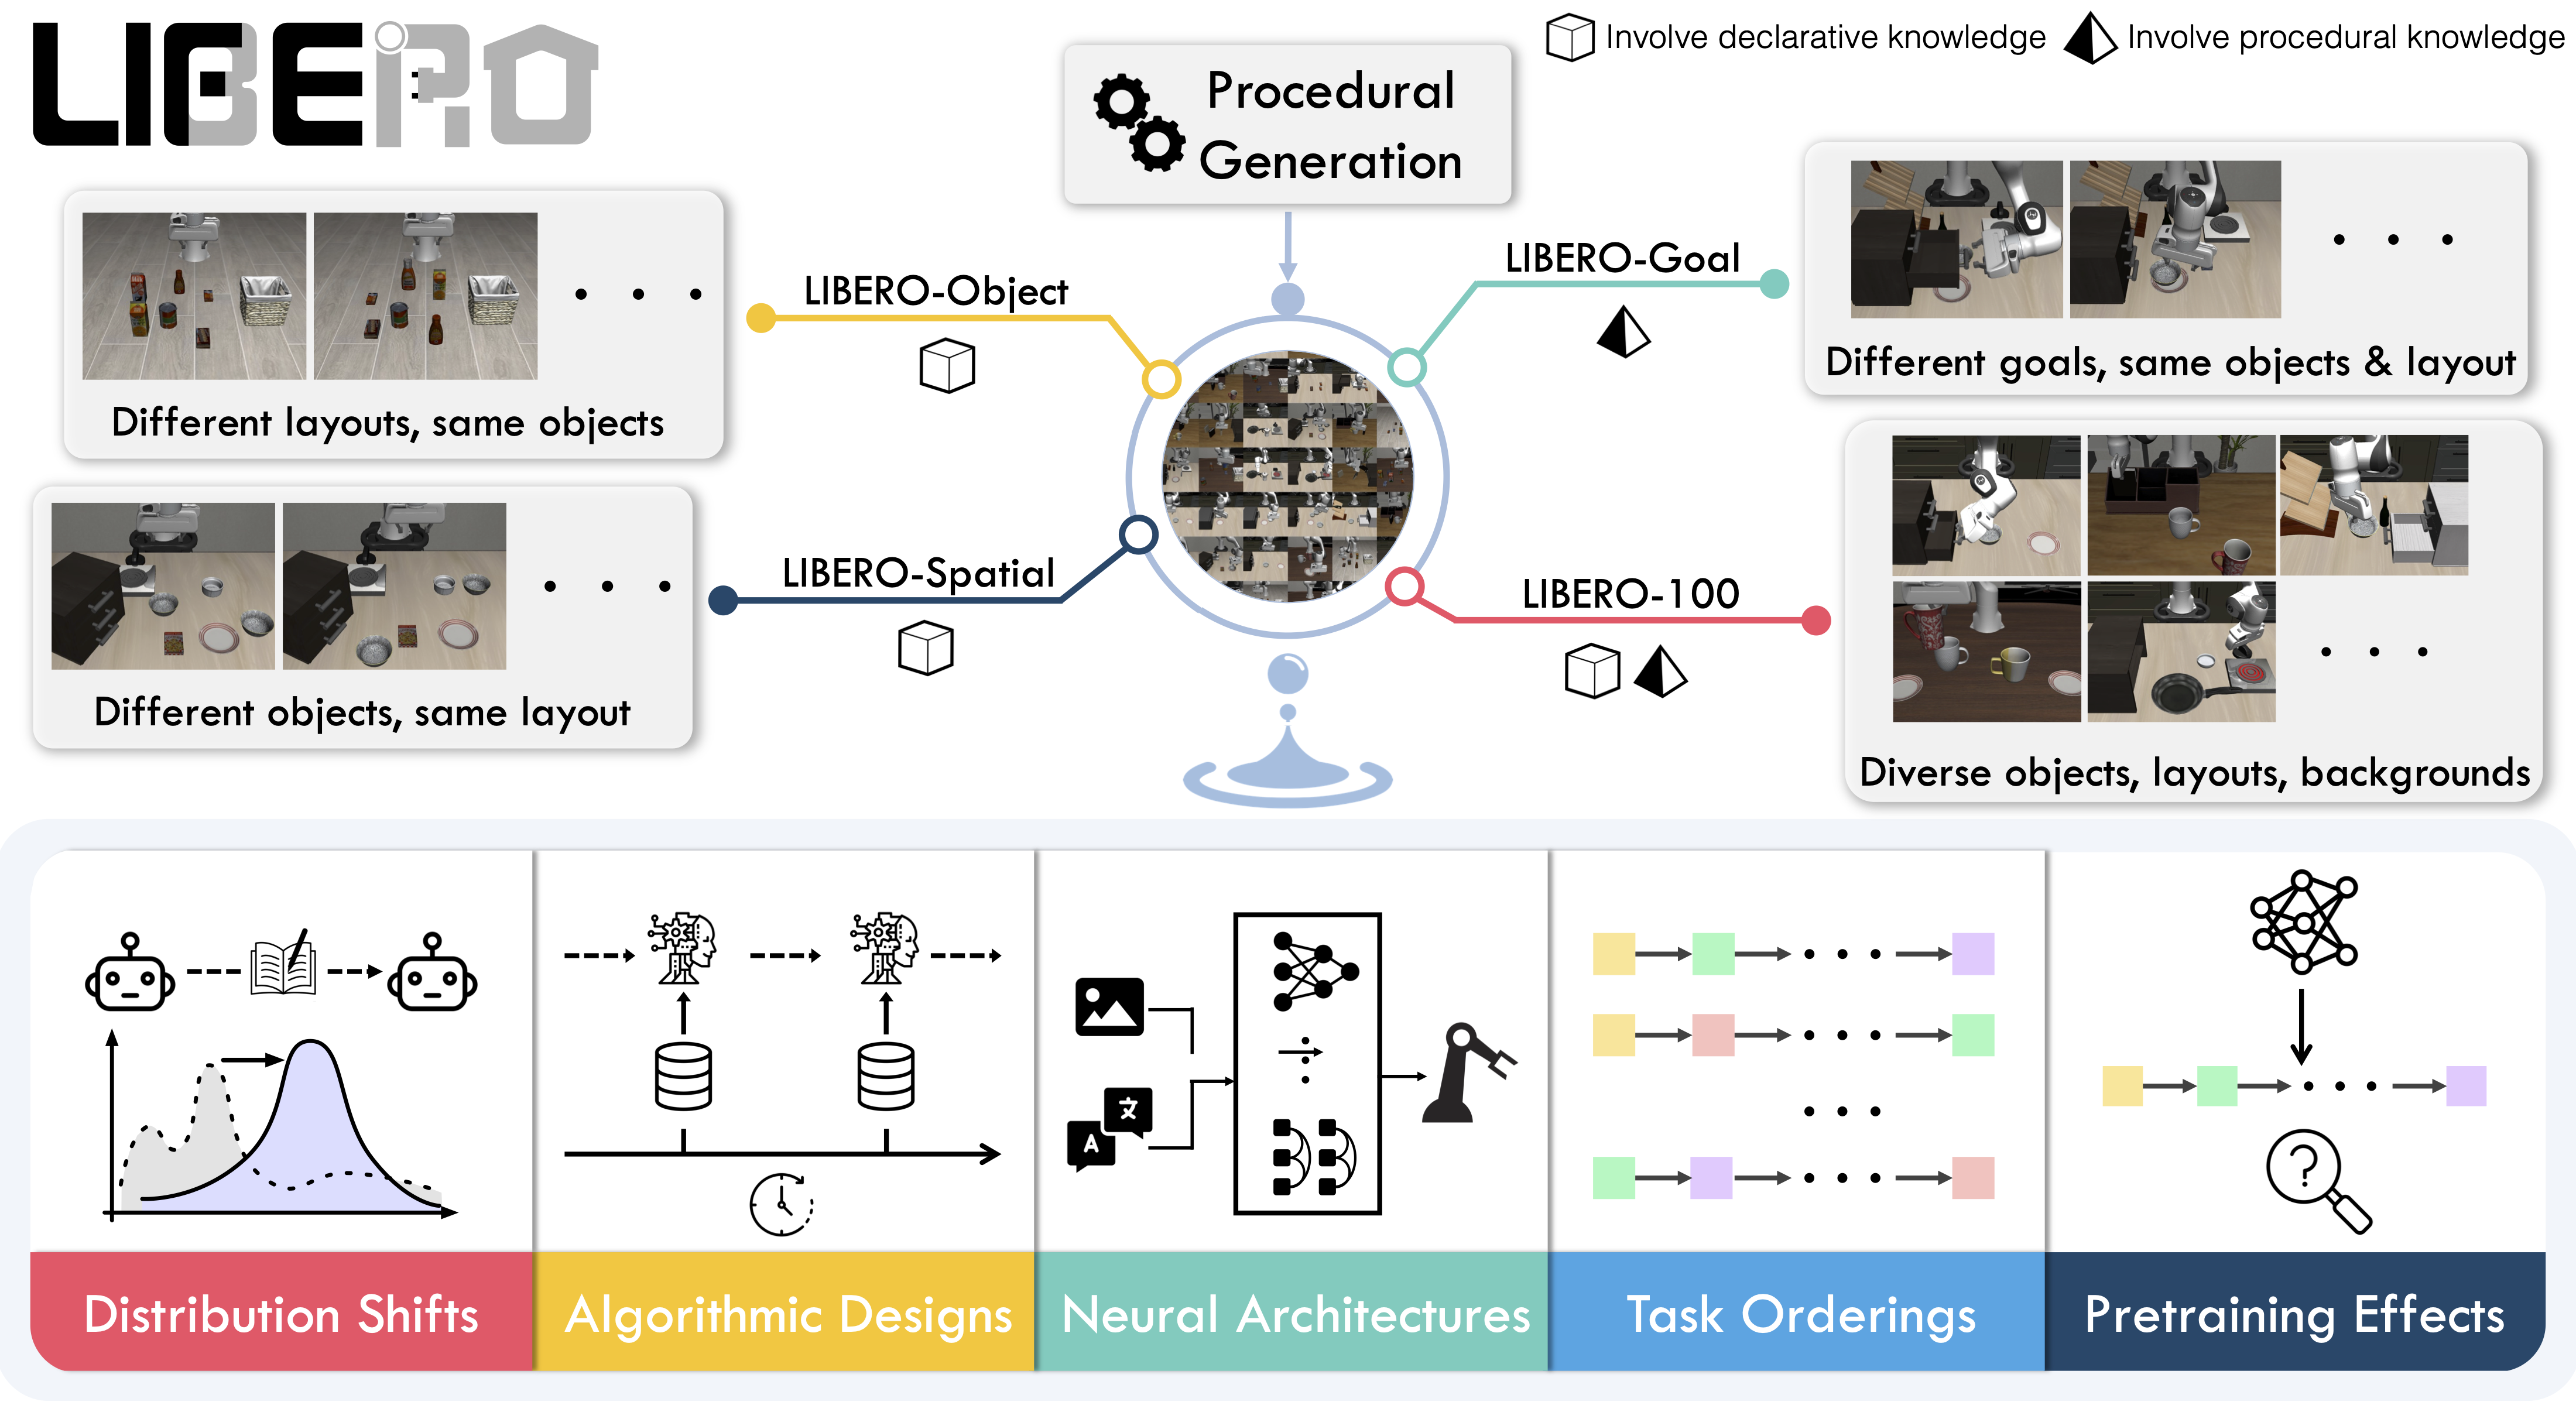 LIBERO
Involve declarative knowledge
Involve procedural knowledge
Procedural
Generation
LIBERO-Object
Different layouts, same objects
LIBERO-Goal
Different goals, same objects & layout
LIBERO-Spatial
Different objects, same layout
LIBERO-100
Diverse objects, layouts, backgrounds
文
A
?
Distribution Shifts
Algorithmic Designs
Neural Architectures
Task Orderings
Pretraining Effects